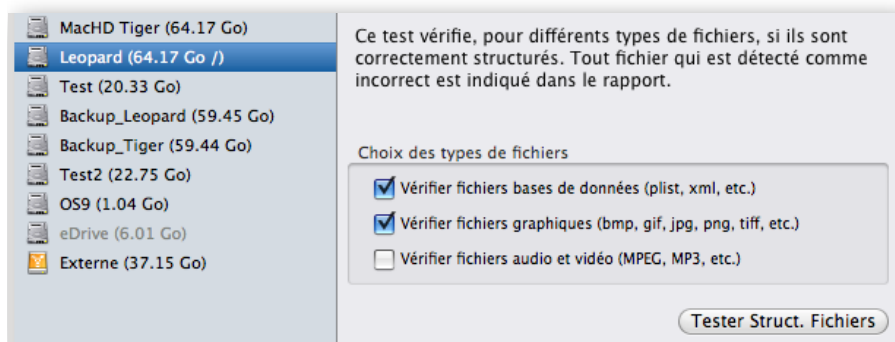 MacHD Tiger (64.17 Go)
Leopard (64.17 Go /)
Test (20.33 Go)
Backup_Leopard (59.45 Go)
Backup_Tiger (59.44 Go)
Test2 (22.75 Go)
OS9 (1.04 Go)
eDrive (6.01 Go)
Externe (37.15 Go)
Ce test vérifie, pour différents types de fichiers, si ils sont
correctement structurés. Tout fichier qui est détecté comme
incorrect est indiqué dans le rapport.
Choix des types de fichiers
Vérifier fichiers bases de données (plist, xml, etc.)
Vérifier fichiers graphiques (bmp, gif, jpg, png, tiff, etc.)
Vérifier fichiers audio et vidéo (MPEG, MP3, etc.)
Tester Struct. Fichiers